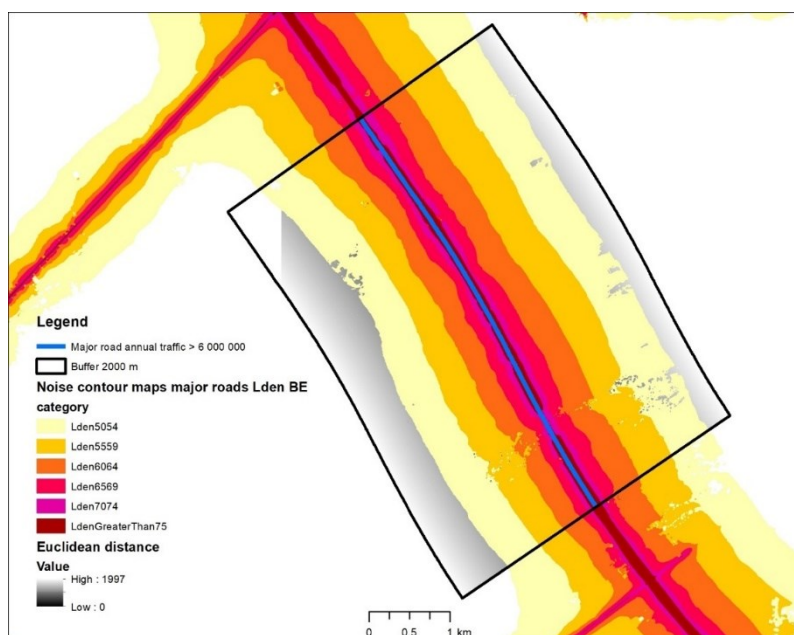 Legend
Major road annual traffic > 6 000 000
Buffer 2000 m
Noise contour maps major roads Lden BE
category
Lden5054
Lden5559
Lden6064
Lden6569
Lden7074
LdenGreaterThan75
Euclidean distance
Value
High : 1997
Low : 0
0 0.5 1 km